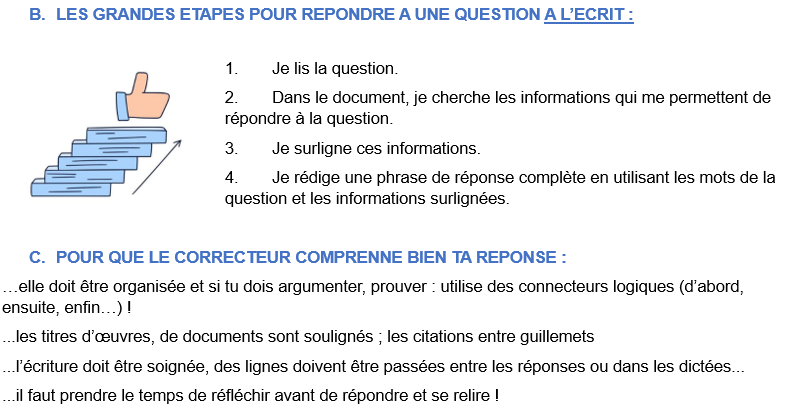 B. LES GRANDES ETAPES POUR REPONDRE A UNE QUESTION A L’ECRIT :
1. Je lis la question.
2. Dans le document, je cherche les informations qui me permettent de
répondre à la question.
3. Je surligne ces informations.
4. Je rédige une phrase de réponse complète en utilisant les mots de la
question et les informations surlignées.
C. POUR QUE LE CORRECTEUR COMPRENNE BIEN TA REPONSE :
…elle doit être organisée et si tu dois argumenter, prouver : utilise des connecteurs logiques (d’abord,
ensuite, enfin…) !
...les titres d’œuvres, de documents sont soulignés ; les citations entre guillemets
...l’écriture doit être soignée, des lignes doivent être passées entre les réponses ou dans les dictées...
...il faut prendre le temps de réfléchir avant de répondre et se relire !